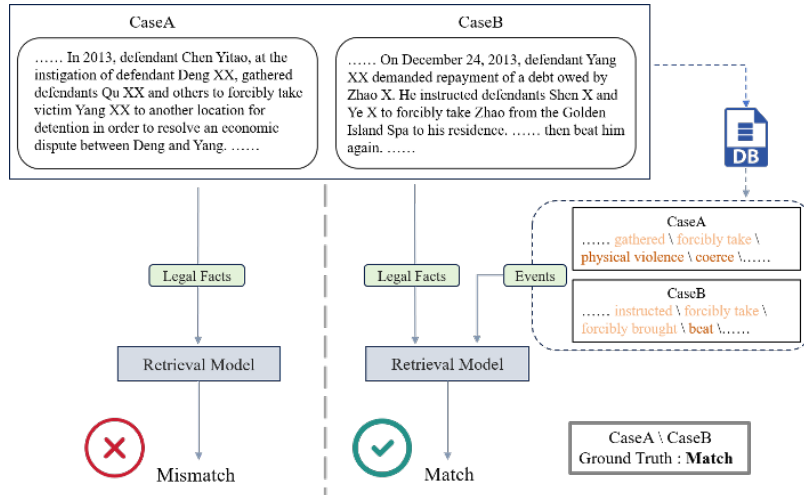 CaseA
CaseB
…… In 2013, defendant Chen Yitao, at the
instigation of defendant Deng XX, gathered
defendants Qu XX and others to forcibly take
victim Yang XX to another location for
detention in order to resolve an economic
dispute between Deng and Yang. ……
…… On December 24, 2013, defendant Yang
XX demanded repayment of a debt owed by
Zhao X. He instructed defendants Shen X and
Ye X to forcibly take Zhao from the Golden
Island Spa to his residence. …… then beat him
again. ……
DB
CaseA
…… gathered \ forcibly take \
physical violence \ coerce \……
CaseB
…… instructed \ forcibly take \
forcibly brought \ beat \……
Legal Facts
Legal Facts
Events
Retrieval Model
Retrieval Model
Mismatch
Match
CaseA \ CaseB
Ground Truth : Match